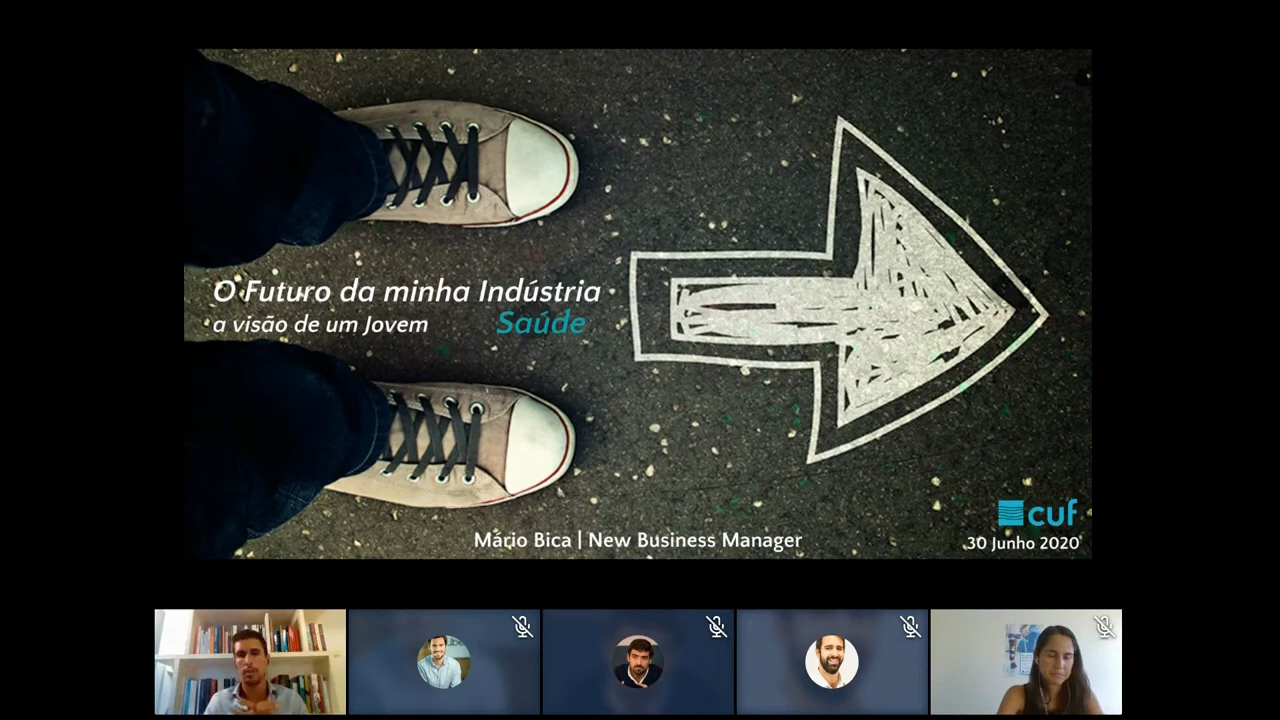 O Futuro da minha Indústria
a visão de um Jovem Saúde
cuf
Mário Bica | New Business Manager
30 Junho 2020